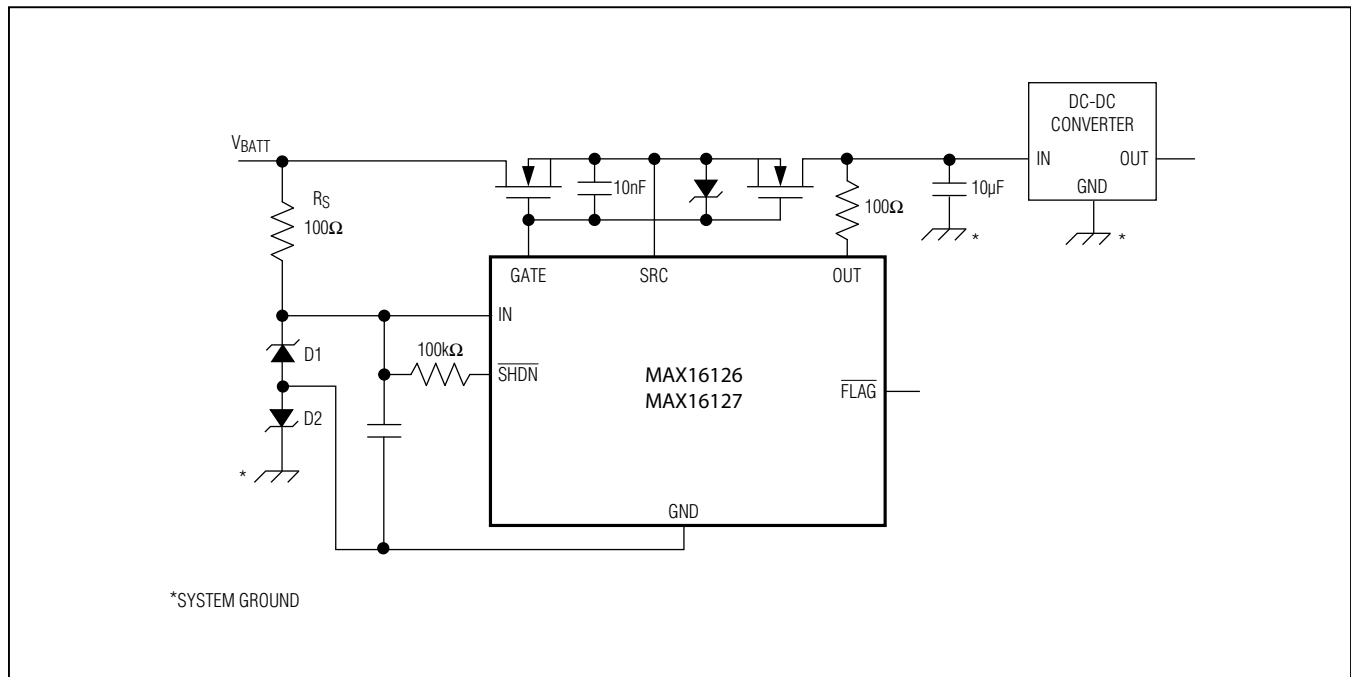 DC-DC
CONVERTER
IN
OUT
GND
*
VBATT
RS
100Ω
10nF
100Ω
10µF
*
GATE
SRC
OUT
IN
D1
100kΩ
SHDN
MAX16126
MAX16127
FLAG
D2
*
GND
*SYSTEM GROUND